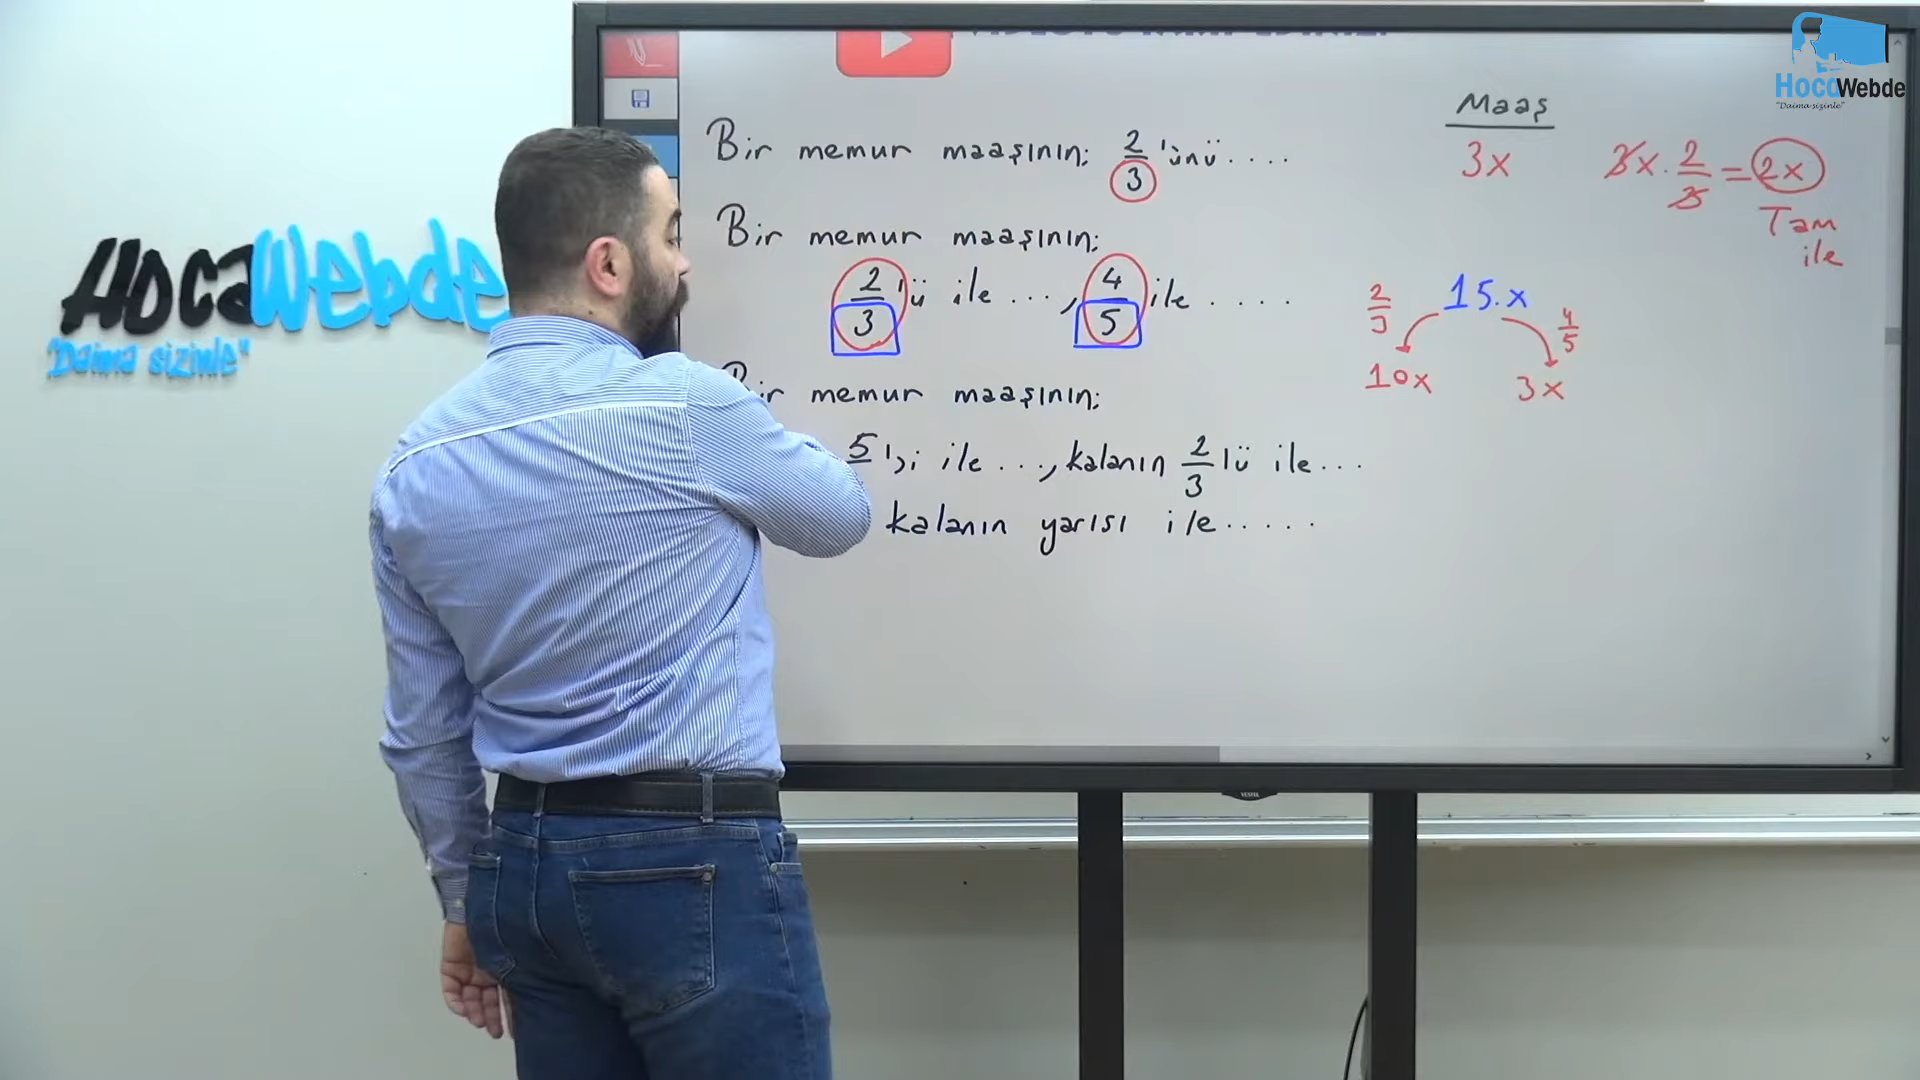 HocaWebde
"Daima sizinle"
HocaWebde
"Daima sizinle"
Maaş
Bir memur maaşının; 2/3 'ünü....
3x
3x . 2/3 = 2x
Tam
ile
Bir memur maaşının;
2/3 'ü ile ..., 4/5 ile ....
15.x
2/3
4/5
10x
3x
memur maaşının;
5 'i ile ..., kalanın 2/3 'ü ile ...
kalanın yarısı ile .....
VESTEL